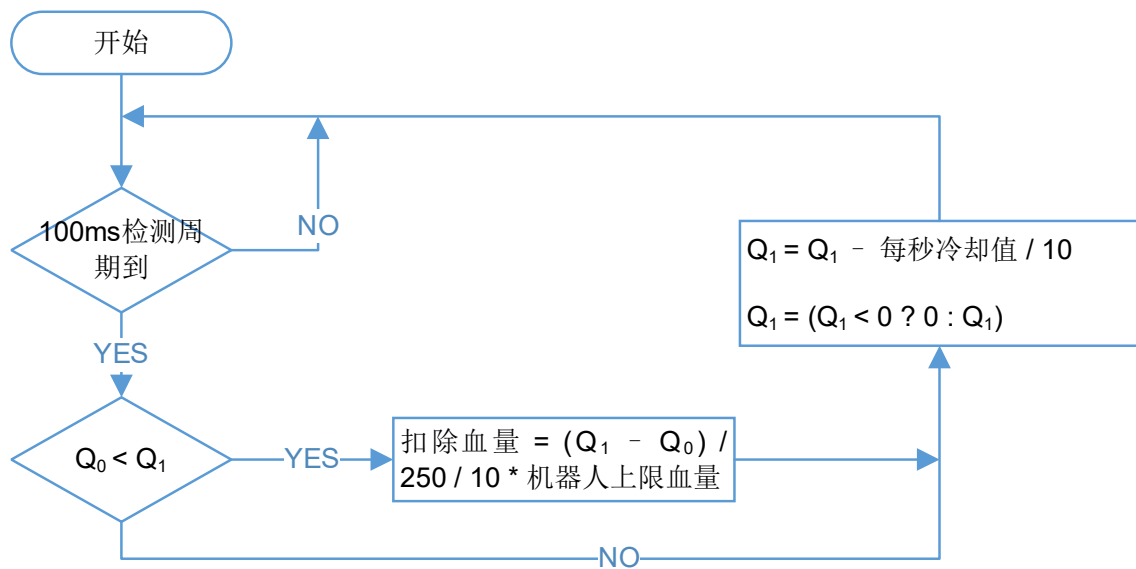 开始
100ms检测周
期到
NO
Q₁ = Q₁ – 每秒冷却值 / 10
Q₁ = (Q₁ < 0 ? 0 : Q₁)
YES
Q₀ < Q₁
YES
扣除血量 = (Q₁ – Q₀) /
250 / 10 * 机器人上限血量
NO